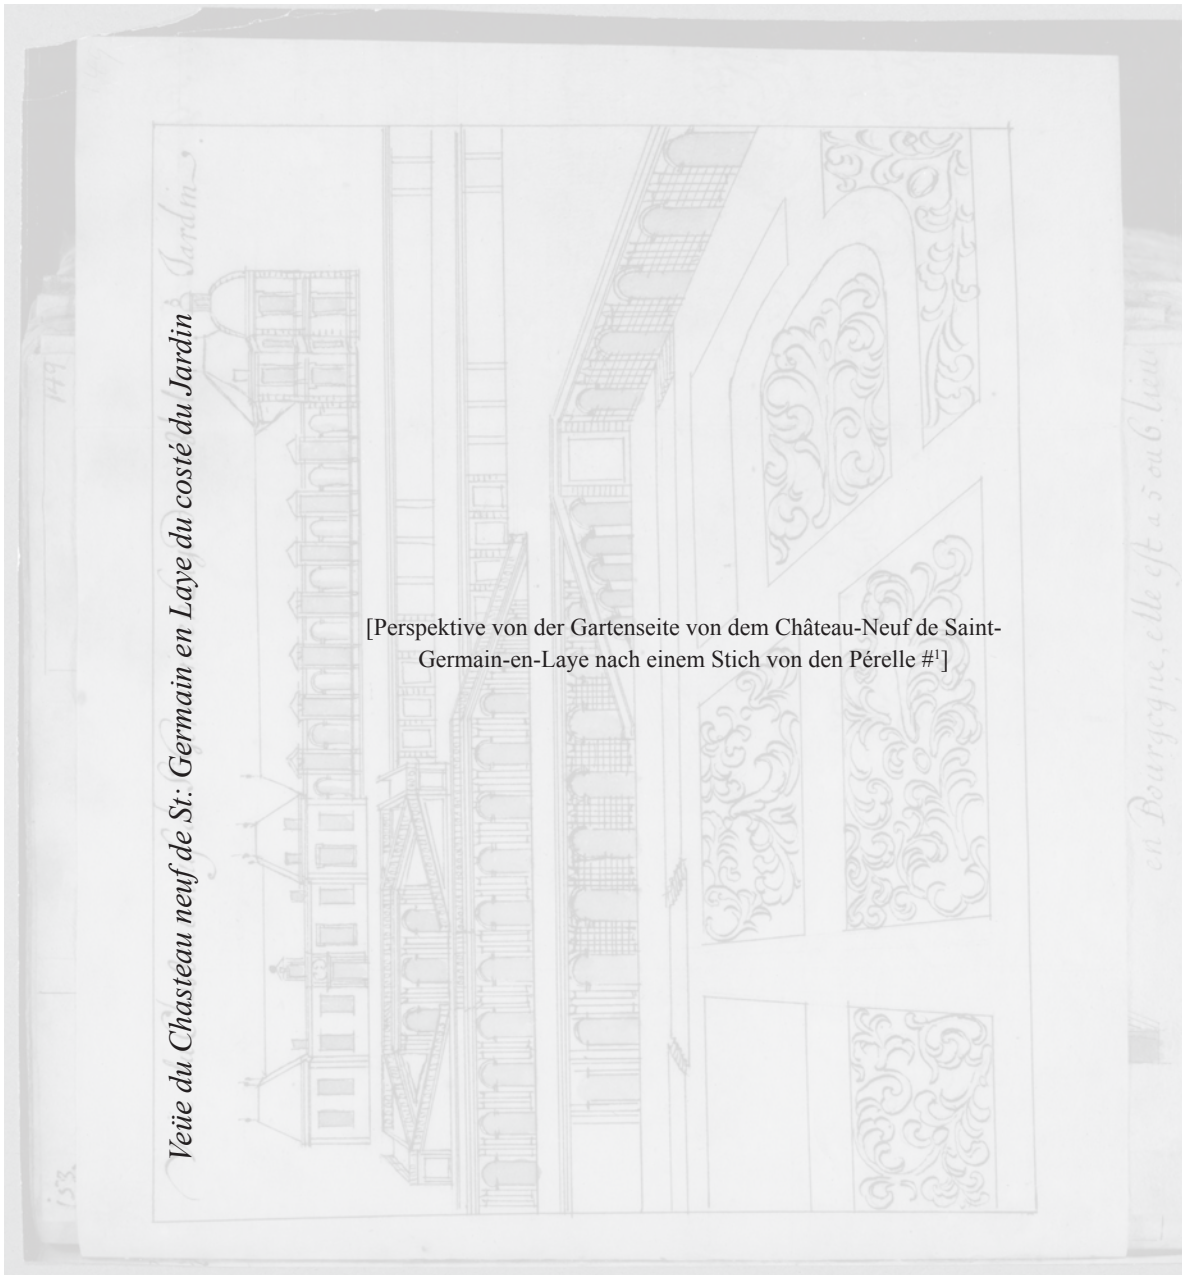 Veüe du Chasteau neuf de St: Germain en Laye du costé du Jardin
Jardin
[Perspektive von der Gartenseite von dem Château-Neuf de Saint-
Germain-en-Laye nach einem Stich von den Pérelle #¹]
149.
153.
en Bourgogne, elle est a 5 ou 6 lieu